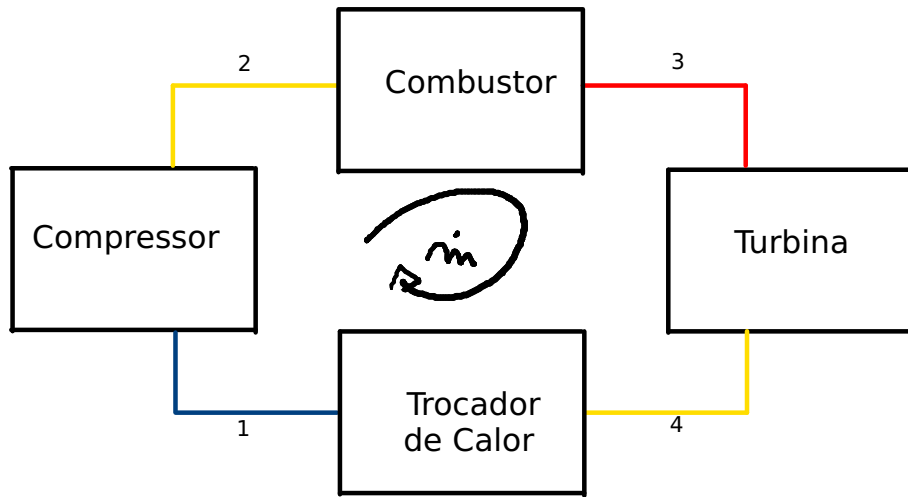 2
Combustor
3
Compressor
ṁ
Turbina
Trocador
de Calor
1
4